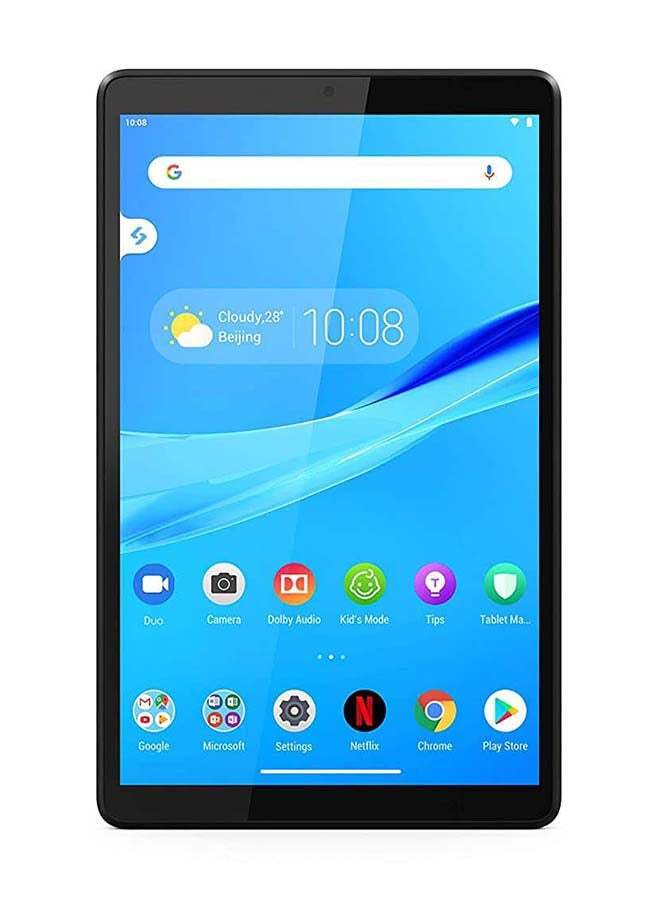 10:08
Cloudy,28°
Beijing
10:08
Duo
Camera
Dolby Audio
Kid's Mode
Tips
Tablet Ma...
Google
Microsoft
Settings
Netflix
Chrome
Play Store